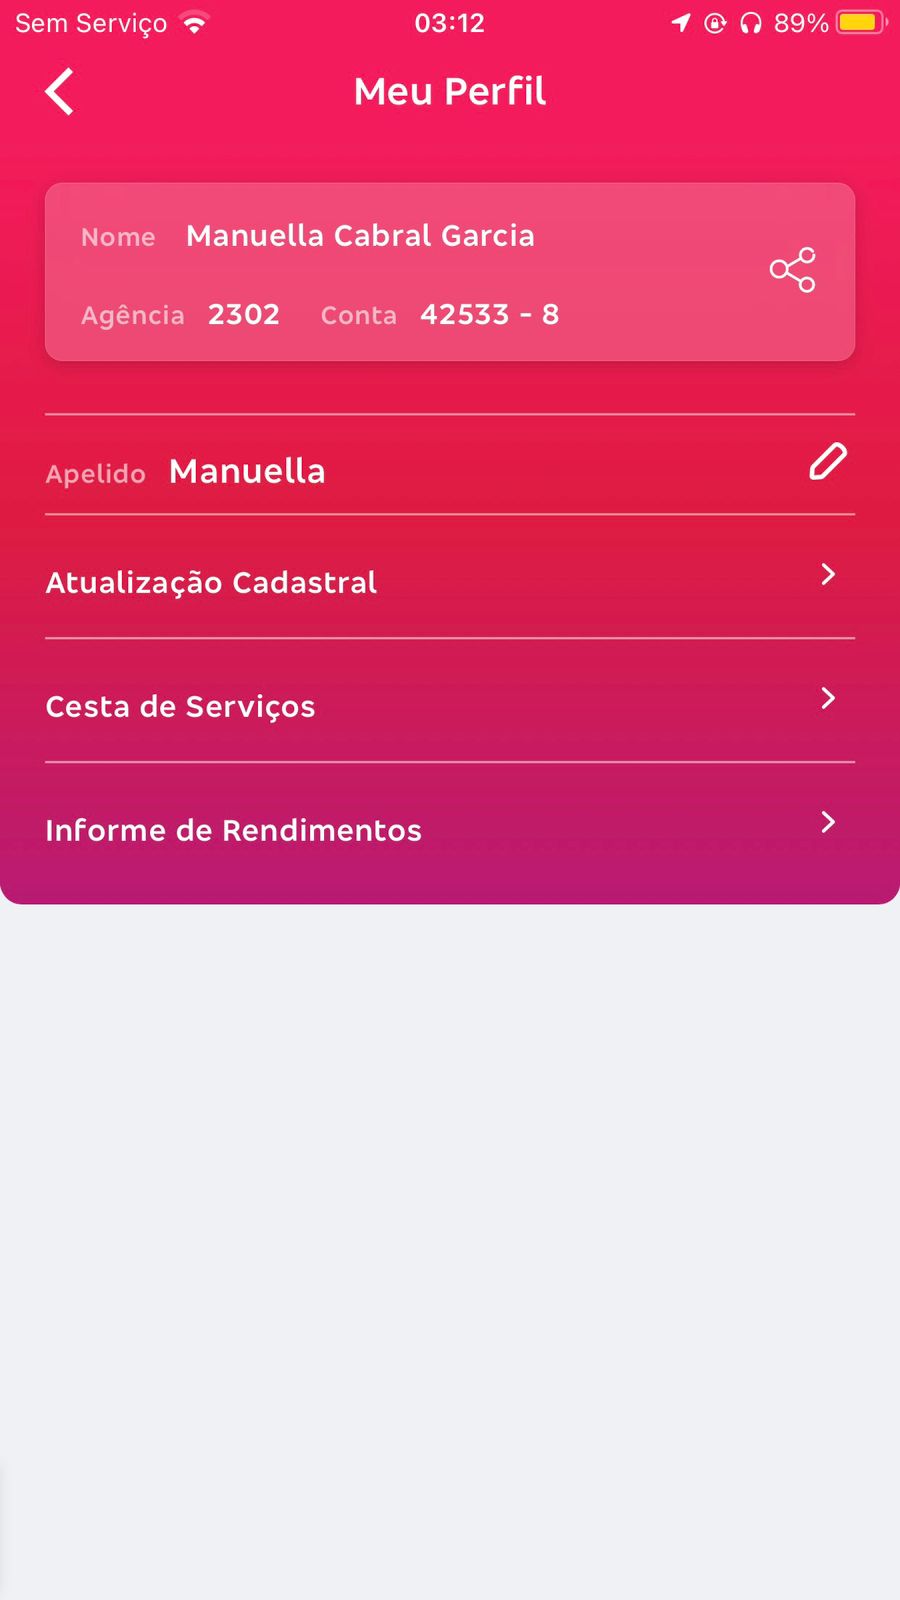 Sem Serviço 03:12 89%
Meu Perfil
Nome Manuella Cabral Garcia
Agência 2302 Conta 42533 - 8
Apelido Manuella
Atualização Cadastral
Cesta de Serviços
Informe de Rendimentos